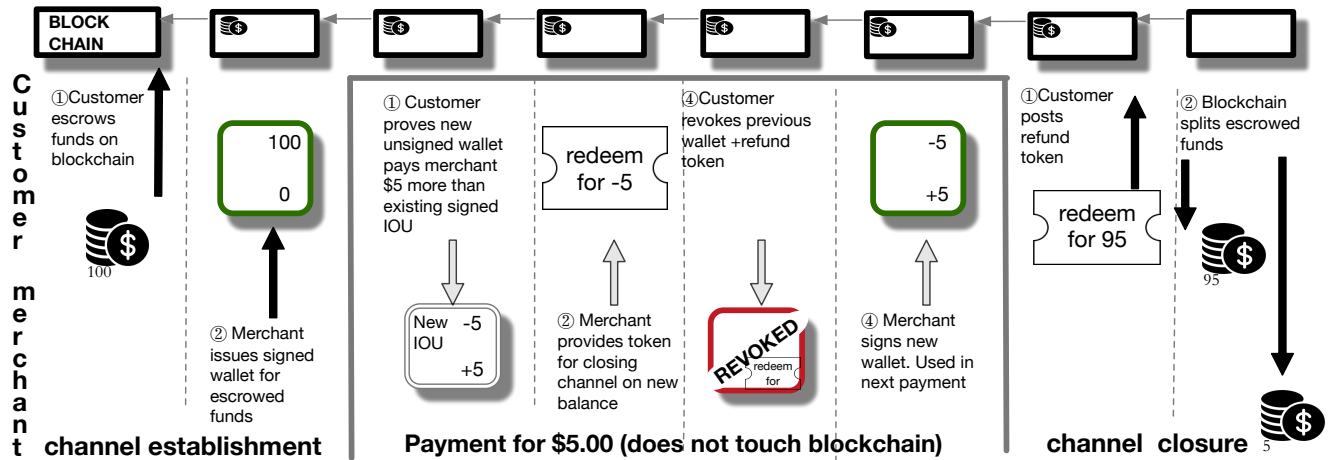 BLOCK
CHAIN
Customer merchant
①Customer
escrows
funds on
blockchain
100
100
0
② Merchant
issues signed
wallet for
escrowed
funds
channel establishment
① Customer
proves new
unsigned wallet
pays merchant
$5 more than
existing signed
IOU
New -5
IOU
+5
redeem
for -5
② Merchant
provides token
for closing
channel on new
balance
④Customer
revokes previous
wallet +refund
token
REVOKED
redeem
for
-5
+5
④ Merchant
signs new
wallet. Used in
next payment
Payment for $5.00 (does not touch blockchain)
①Customer
posts
refund
token
redeem
for 95
② Blockchain
splits escrowed
funds
$
$
95
$
5
channel closure